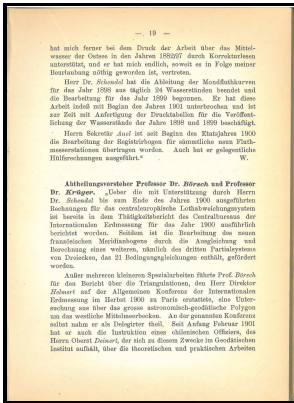 — 19 —
hat mich ferner bei dem Druck der Arbeit über das Mittel-
wasser der Ostsee in den Jahren 1882/97 durch Korrekturlesen
unterstützt, und er hat mich endlich, soweit es in Folge meiner
Beurlaubung nöthig geworden ist, vertreten.
Herr Dr. Schendel hat die Ableitung der Mondfluthkurven
für das Jahr 1898 aus täglich 24 Wasserständen beendet und
die Bearbeitung für das Jahr 1899 begonnen. Er hat diese
Arbeit indeß mit Beginn des Jahres 1901 unterbrochen und ist
zur Zeit mit Anfertigung der Drucktabellen für die Veröffent-
lichung der Wasserstände der Jahre 1898 und 1899 beschäftigt.
Herrn Sekretär Auel ist seit Beginn des Etatsjahres 1900
die Bearbeitung der Registrirbogen für sämmtliche neun Fluth-
messerstationen übertragen worden. Auch hat er gelegentliche
Hülfsrechnungen ausgeführt.“ W.
Abtheilungsvorsteher Professor Dr. Börsch und Professor
Dr. Krüger. „Ueber die mit Unterstützung durch Herrn
Dr. Schendel bis zum Ende des Jahres 1900 ausgeführten
Rechnungen für das centraleuropäische Lothabweichungssystem
ist bereits in dem Thätigkeitsbericht des Centralbureaus der
Internationalen Erdmessung für das Jahr 1900 ausführlich
berichtet worden. Seitdem ist die Bearbeitung des neuen
französischen Meridianbogens durch die Ausgleichung und
Berechnung eines weiteren, nämlich des dritten Partialsystems
von Dreiecken, das 21 Bedingungsgleichungen enthält, gefördert
worden.
Außer mehreren kleineren Spezialarbeiten führte Prof. Börsch
für den Bericht über die Triangulationen, den Herr Direktor
Helmert auf der Allgemeinen Konferenz der Internationalen
Erdmessung im Herbst 1900 zu Paris erstattete, eine Unter-
suchung aus über das grosse astronomisch-geodätische Polygon
um das westliche Mittelmeerbecken. An der genannten Konferenz
selbst nahm er als Delegirter theil. Seit Anfang Februar 1901
hat er auch die Instruktion eines chilenischen Offiziers, des
Herrn Oberst Deinert, der sich zu diesem Zwecke im Geodätischen
Institut aufhält, über die theoretischen und praktischen Arbeiten